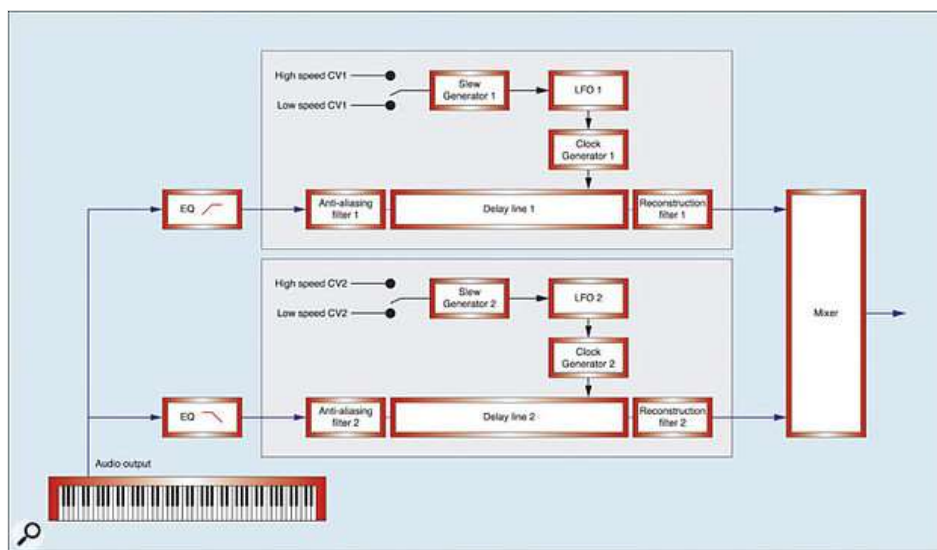 High speed CV1
Low speed CV1
Slew
Generator 1
LFO 1
Clock
Generator 1
EQ
Anti-aliasing
filter 1
Delay line 1
Reconstruction
filter 1
High speed CV2
Low speed CV2
Slew
Generator 2
LFO 2
Clock
Generator 2
Mixer
EQ
Anti-aliasing
filter 2
Delay line 2
Reconstruction
filter 2
Audio output